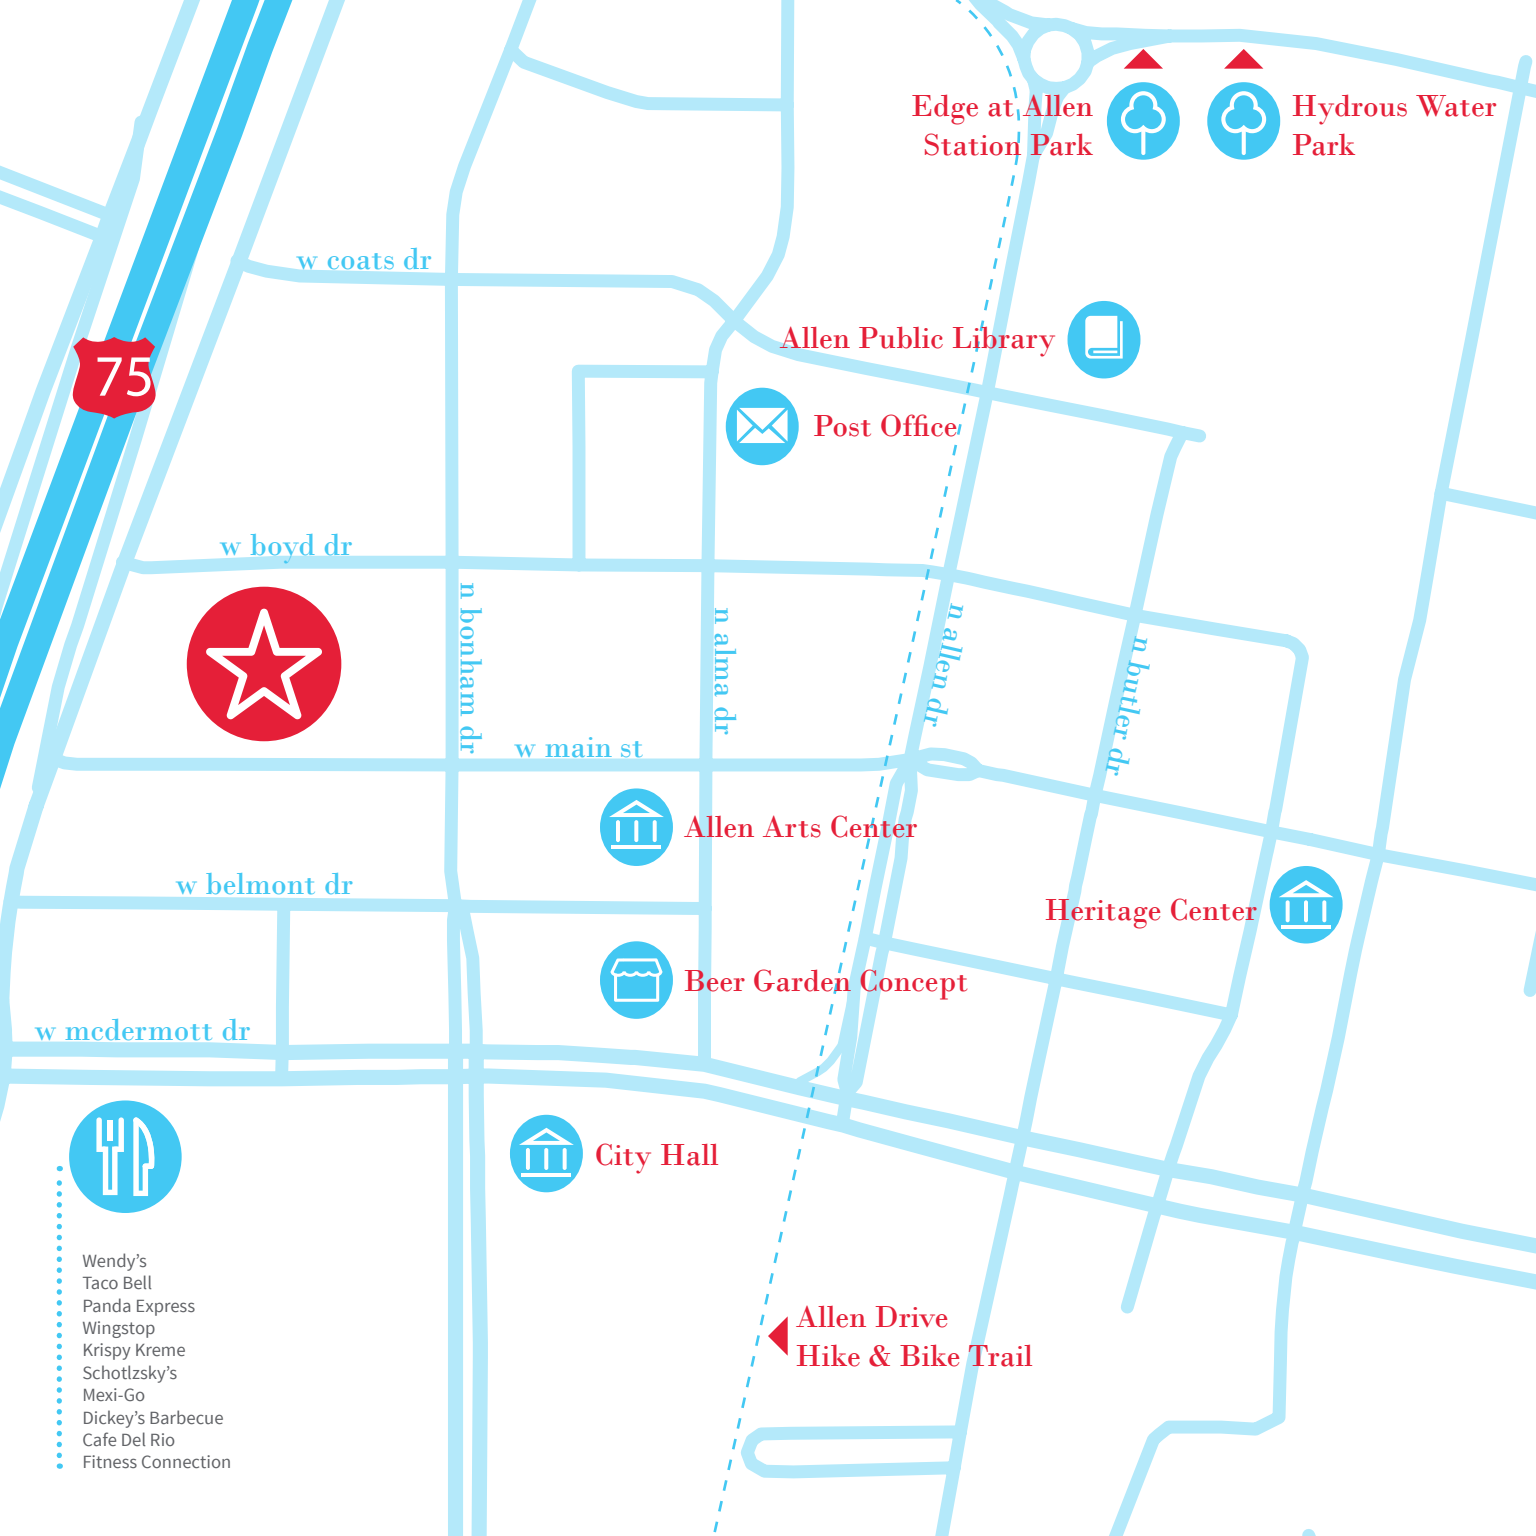 Edge at Allen
Station Park
Hydrous Water
Park
w coats dr
Allen Public Library
75
Post Office
w boyd dr
n bonham dr
n alma dr
n allen dr
n butler dr
w main st
Allen Arts Center
w belmont dr
Heritage Center
Beer Garden Concept
w mcdermott dr
City Hall
Wendy’s
Taco Bell
Panda Express
Wingstop
Krispy Kreme
Schotlzsky’s
Mexi-Go
Dickey’s Barbecue
Cafe Del Rio
Fitness Connection
Allen Drive
Hike & Bike Trail